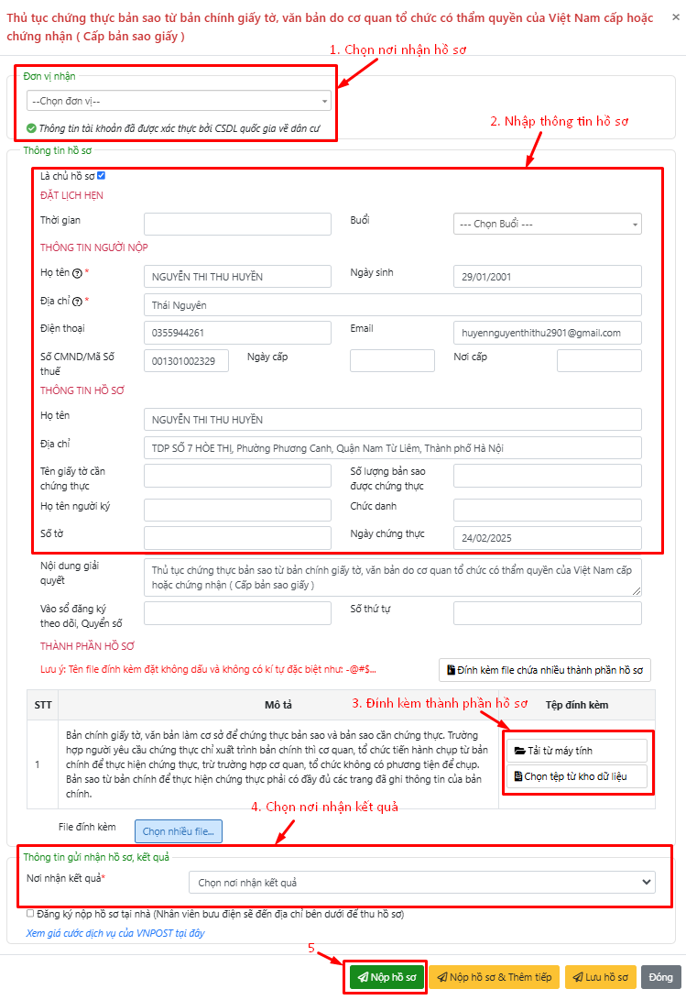 Thủ tục chứng thực bản sao từ bản chính giấy tờ, văn bản do cơ quan tổ chức có thẩm quyền của Việt Nam cấp hoặc
chứng nhận ( Cấp bản sao giấy )
×
1. Chọn nơi nhận hồ sơ
Đơn vị nhận
--Chọn đơn vị--
Thông tin tài khoản đã được xác thực bởi CSDL quốc gia về dân cư
2. Nhập thông tin hồ sơ
Thông tin hồ sơ
Là chủ hồ sơ
ĐẶT LỊCH HẸN
Thời gian
Buổi
--- Chọn Buổi ---
THÔNG TIN NGƯỜI NỘP
Họ tên *
NGUYỄN THI THU HUYỀN
Ngày sinh
29/01/2001
Địa chỉ *
Thái Nguyên
Điện thoại
0355944261
Email
huyennguyenthithu2901@gmail.com
Số CMND/Mã Số
thuế
001301002329
Ngày cấp
Nơi cấp
THÔNG TIN HỒ SƠ
Họ tên
NGUYỄN THI THU HUYỀN
Địa chỉ
TDP SỐ 7 HÒE THỊ, Phường Phương Canh, Quận Nam Từ Liêm, Thành phố Hà Nội
Tên giấy tờ cần
chứng thực
Số lượng bản sao
được chứng thực
Họ tên người ký
Chức danh
Số tờ
Ngày chứng thực
24/02/2025
Nội dung giải
quyết
Thủ tục chứng thực bản sao từ bản chính giấy tờ, văn bản do cơ quan tổ chức có thẩm quyền của Việt Nam cấp
hoặc chứng nhận ( Cấp bản sao giấy )
Vào sổ đăng ký
theo dõi, Quyển số
Số thứ tự
THÀNH PHẦN HỒ SƠ
Lưu ý: Tên file đính kèm đặt không dấu và không có kí tự đặc biệt như: -@#$...
Đính kèm file chứa nhiều thành phần hồ sơ
3. Đính kèm thành phần hồ sơ
STT
Mô tả
Tệp đính kèm
1
Bản chính giấy tờ, văn bản làm cơ sở để chứng thực bản sao và bản sao cần chứng thực. Trường
hợp người yêu cầu chứng thực chỉ xuất trình bản chính thì cơ quan, tổ chức tiến hành chụp từ bản
chính để thực hiện chứng thực, trừ trường hợp cơ quan, tổ chức không có phương tiện để chụp.
Bản sao từ bản chính để thực hiện chứng thực phải có đầy đủ các trang đã ghi thông tin của bản
chính.
Tải từ máy tính
Chọn tệp từ kho dữ liệu
4. Chọn nơi nhận kết quả
File đính kèm
Chọn nhiều file...
Thông tin gửi nhận hồ sơ, kết quả
Nơi nhận kết quả*
Chọn nơi nhận kết quả
Đăng ký nộp hồ sơ tại nhà (Nhân viên bưu điện sẽ đến địa chỉ bên dưới để thu hồ sơ)
Xem giá cước dịch vụ của VNPOST tại đây
5
Nộp hồ sơ
Nộp hồ sơ & Thêm tiếp
Lưu hồ sơ
Đóng